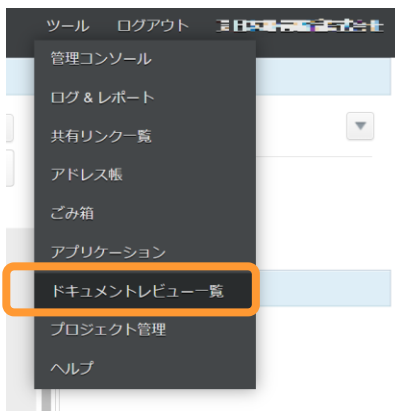 ツール ログアウト
管理コンソール
ログ & レポート
共有リンク一覧
アドレス帳
ごみ箱
アプリケーション
ドキュメントレビュー一覧
プロジェクト管理
ヘルプ